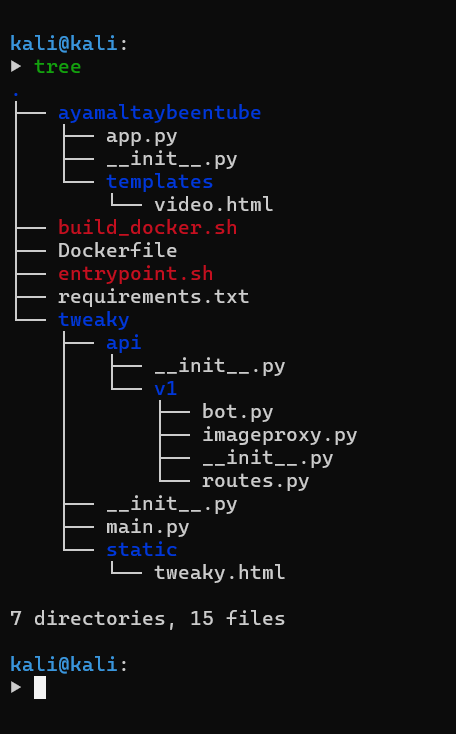 kali@kali:
▶ tree
.
├── ayamaltaybeentube
│   ├── app.py
│   ├── __init__.py
│   └── templates
│       └── video.html
├── build_docker.sh
├── Dockerfile
├── entrypoint.sh
├── requirements.txt
└── tweaky
    ├── api
    │   ├── __init__.py
    │   └── v1
    │       ├── bot.py
    │       ├── imageproxy.py
    │       ├── __init__.py
    │       └── routes.py
    ├── __init__.py
    ├── main.py
    └── static
        └── tweaky.html
7 directories, 15 files
kali@kali:
▶